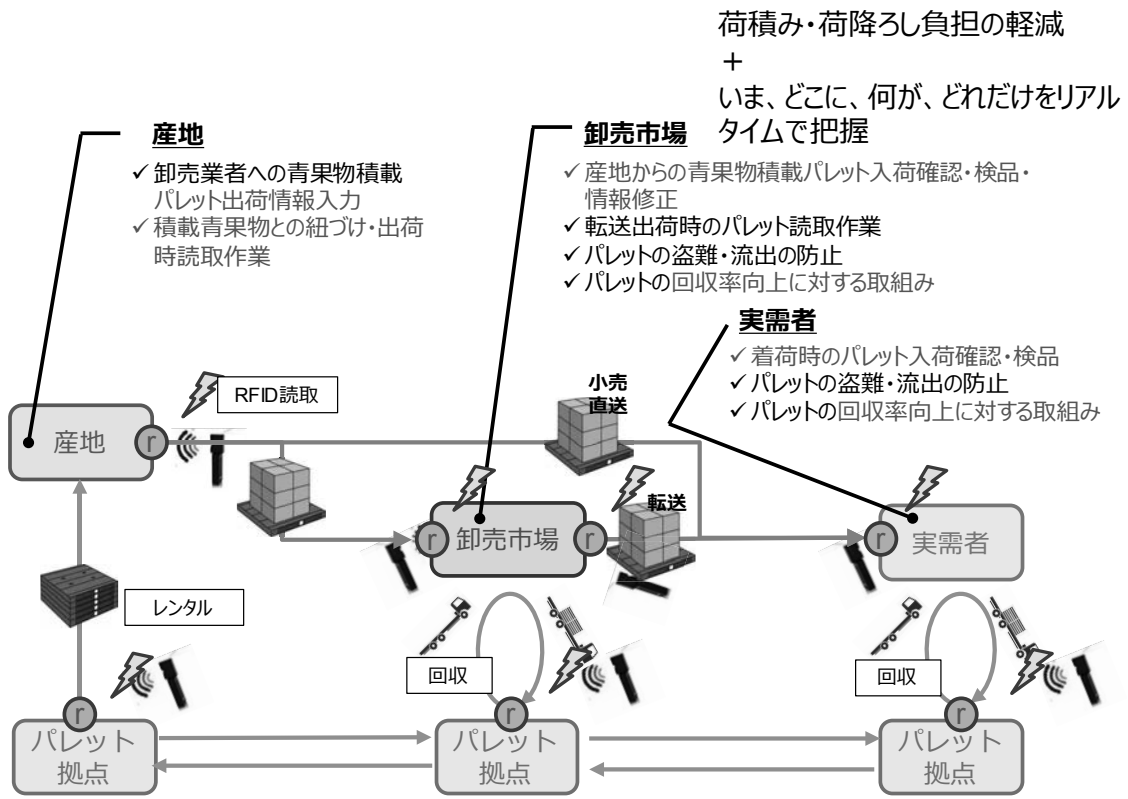 荷積み・荷降ろし負担の軽減
+
いま、どこに、何が、どれだけをリアル
タイムで把握
産地
✓ 卸売業者への青果物積載
パレット出荷情報入力
✓ 積載青果物との紐づけ・出荷
時読取作業
卸売市場
✓ 産地からの青果物積載パレット入荷確認・検品・
情報修正
✓ 転送出荷時のパレット読取作業
✓ パレットの盗難・流出の防止
✓ パレットの回収率向上に対する取組み
実需者
✓ 着荷時のパレット入荷確認・検品
✓ パレットの盗難・流出の防止
✓ パレットの回収率向上に対する取組み
RFID読取
小売
直送
産地
r
転送
r
卸売市場
r
r
実需者
レンタル
回収
回収
r
r
r
パレット
拠点
パレット
拠点
パレット
拠点